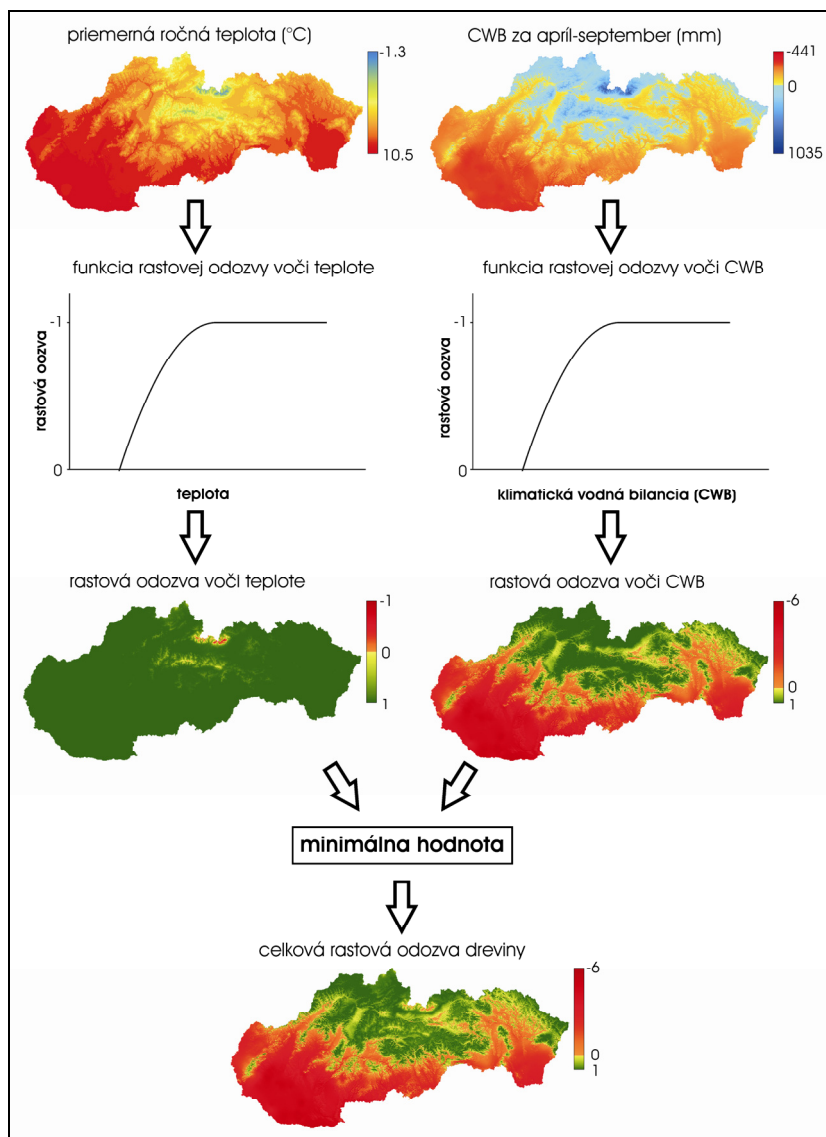 priemerná ročná teplota (°C)
-1.3
10.5
CWB za apríl-september (mm)
-441
0
1035
funkcia rastovej odozvy voči teplote
-1
0
rastová oozva
teplota
funkcia rastovej odozvy voči CWB
-1
0
rastová oozva
klimatická vodná bilancia (CWB)
rastová odozva voči teplote
-1
0
1
rastová odozva voči CWB
-6
0
1
minimálna hodnota
celková rastová odozva dreviny
-6
0
1